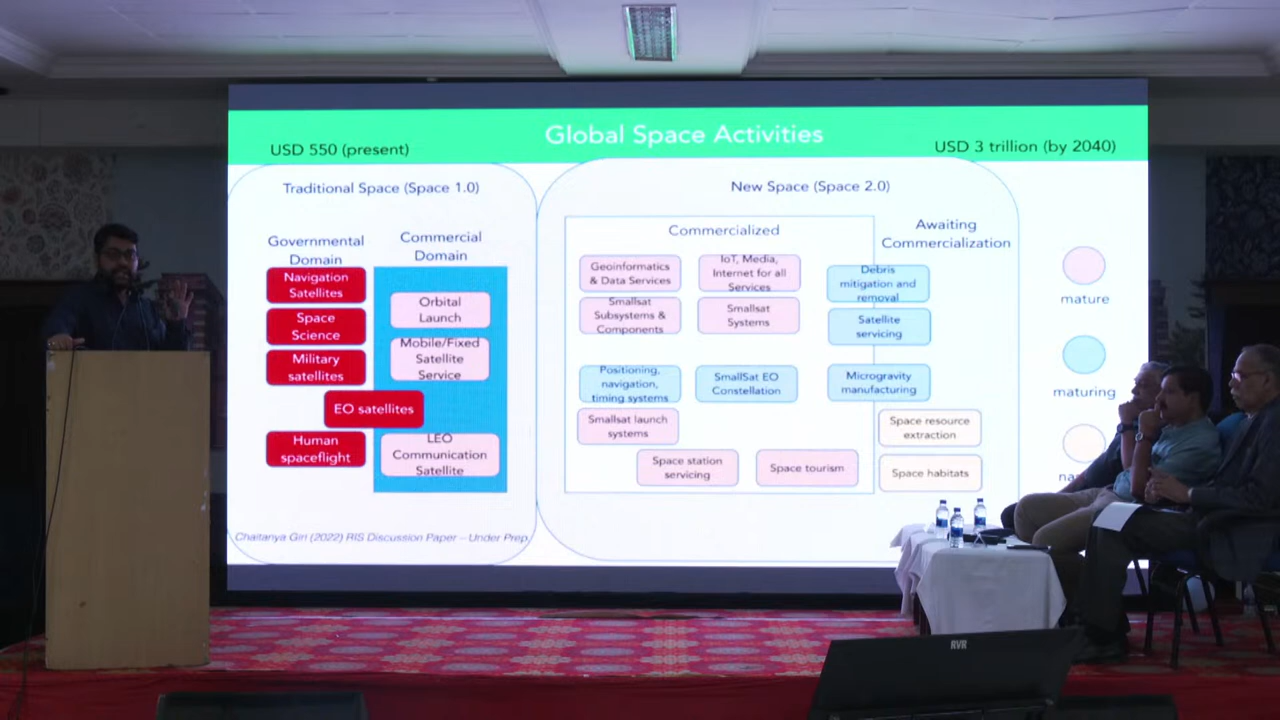 Global Space Activities
USD 550 (present)
USD 3 trillion (by 2040)
Traditional Space (Space 1.0)
Governmental
Domain
Commercial
Domain
Navigation
Satellites
Space
Science
Military
satellites
EO satellites
Human
spaceflight
Orbital
Launch
Mobile/Fixed
Satellite
Service
LEO
Communication
Satellite
Chaitanya Giri (2022) RIS Discussion Paper – Under Prep.
New Space (Space 2.0)
Commercialized
Awaiting
Commercialization
Geoinformatics
& Data Services
IoT, Media,
Internet for all
Services
Debris
mitigation and
removal
Smallsat
Subsystems &
Components
Smallsat
Systems
Satellite
servicing
Positioning,
navigation,
timing systems
SmallSat EO
Constellation
Microgravity
manufacturing
Smallsat launch
systems
Space resource
extraction
Space station
servicing
Space tourism
Space habitats
mature
maturing
RVR